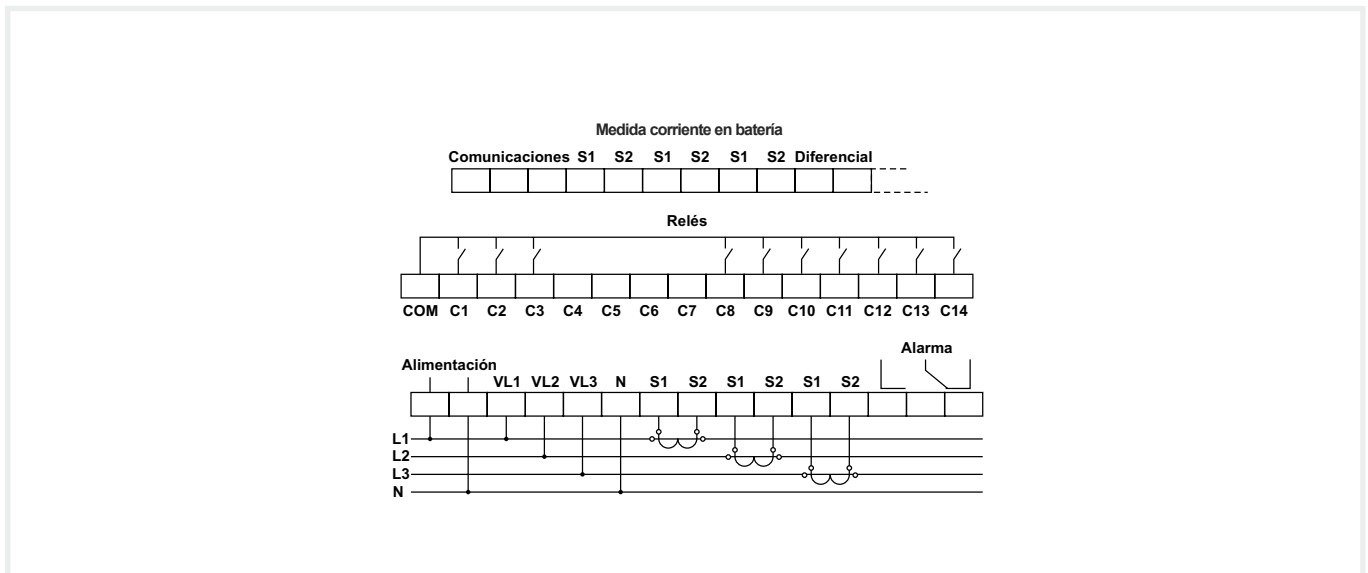 Medida corriente en batería
Comunicaciones S1 S2 S1 S2 S1 S2 Diferencial
Relés
COM C1 C2 C3 C4 C5 C6 C7 C8 C9 C10 C11 C12 C13 C14
Alarma
Alimentación
VL1 VL2 VL3 N S1 S2 S1 S2 S1 S2
L1
L2
L3
N